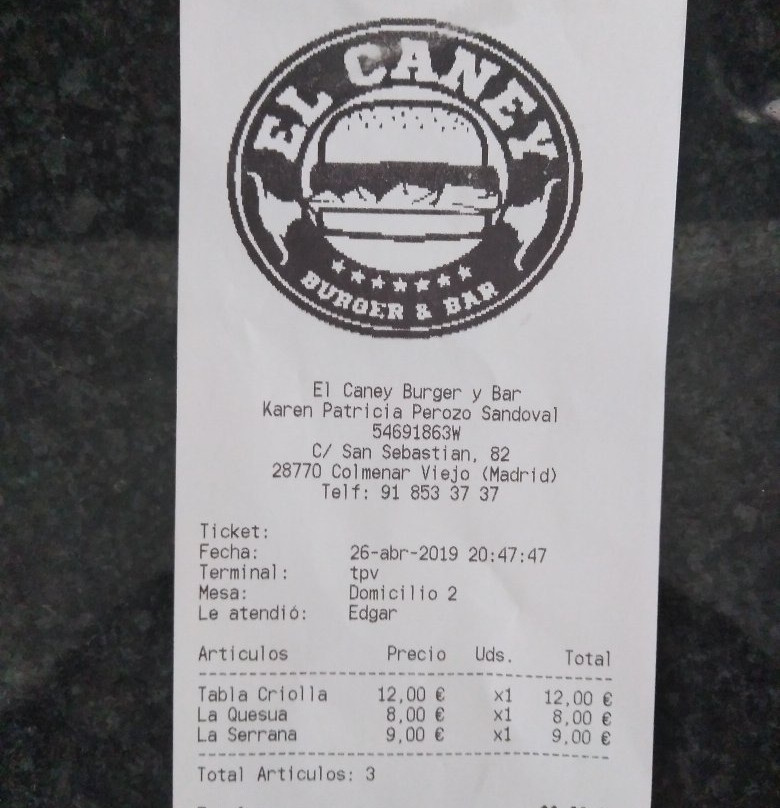 EL CANEY
BURGER & BAR
El Caney Burger y Bar
Karen Patricia Perozo Sandoval
54691863W
C/ San Sebastian, 82
28770 Colmenar Viejo (Madrid)
Telf: 91 853 37 37
Ticket:
Fecha: 26-abr-2019 20:47:47
Terminal: tpv
Mesa: Domicilio 2
Le atendió: Edgar
Articulos Precio Uds. Total
Tabla Criolla 12,00 € x1 12,00 €
La Quesua 8,00 € x1 8,00 €
La Serrana 9,00 € x1 9,00 €
Total Articulos: 3